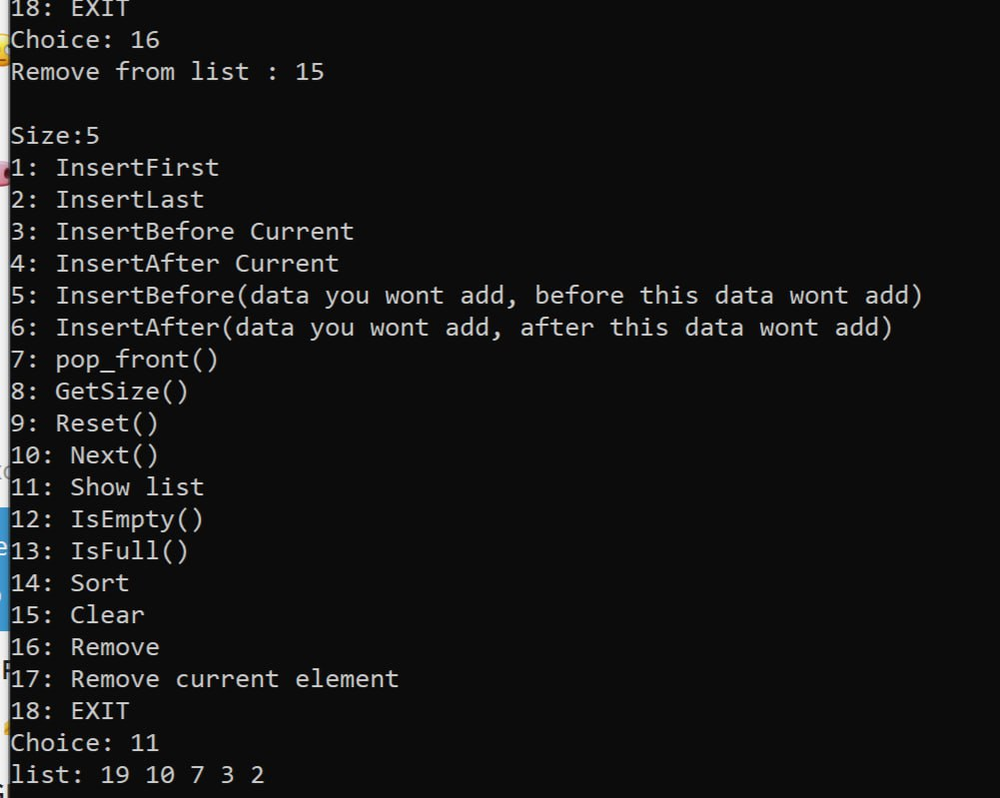 18: EXIT
Choice: 16
Remove from list : 15
Size:5
1: InsertFirst
2: InsertLast
3: InsertBefore Current
4: InsertAfter Current
5: InsertBefore(data you wont add, before this data wont add)
6: InsertAfter(data you wont add, after this data wont add)
7: pop_front()
8: GetSize()
9: Reset()
10: Next()
11: Show list
12: IsEmpty()
13: IsFull()
14: Sort
15: Clear
16: Remove
17: Remove current element
18: EXIT
Choice: 11
list: 19 10 7 3 2